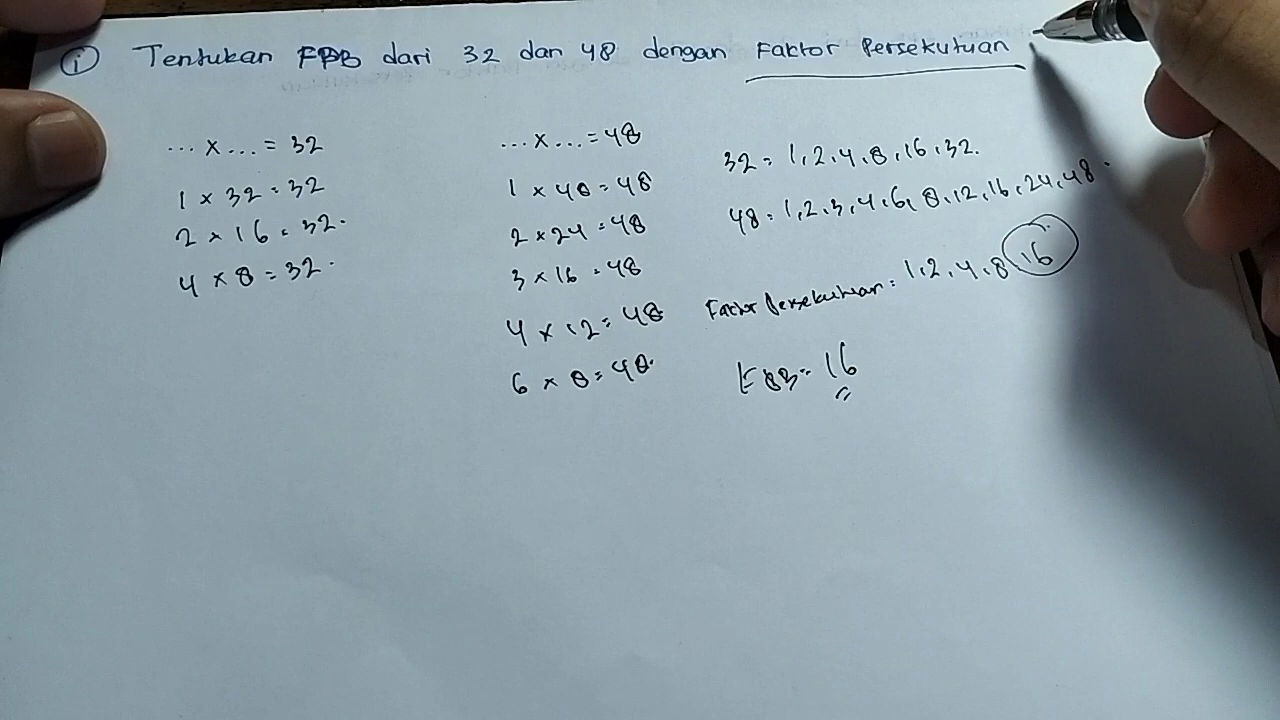 1 Tentukan FPB dari 32 dan 48 dengan Faktor Persekutuan
... x ... = 32
1 x 32 = 32
2 x 16 = 32.
4 x 8 = 32.
... x ... = 48
1 x 48 = 48
2 x 24 = 48
3 x 16 = 48
4 x 12 = 48
6 x 8 = 48.
32 = 1, 2, 4, 8, 16, 32.
48 = 1, 2, 3, 4, 6, 8, 12, 16, 24, 48.
Faktor Persekutuan = 1, 2, 4, 8, 16
= 16